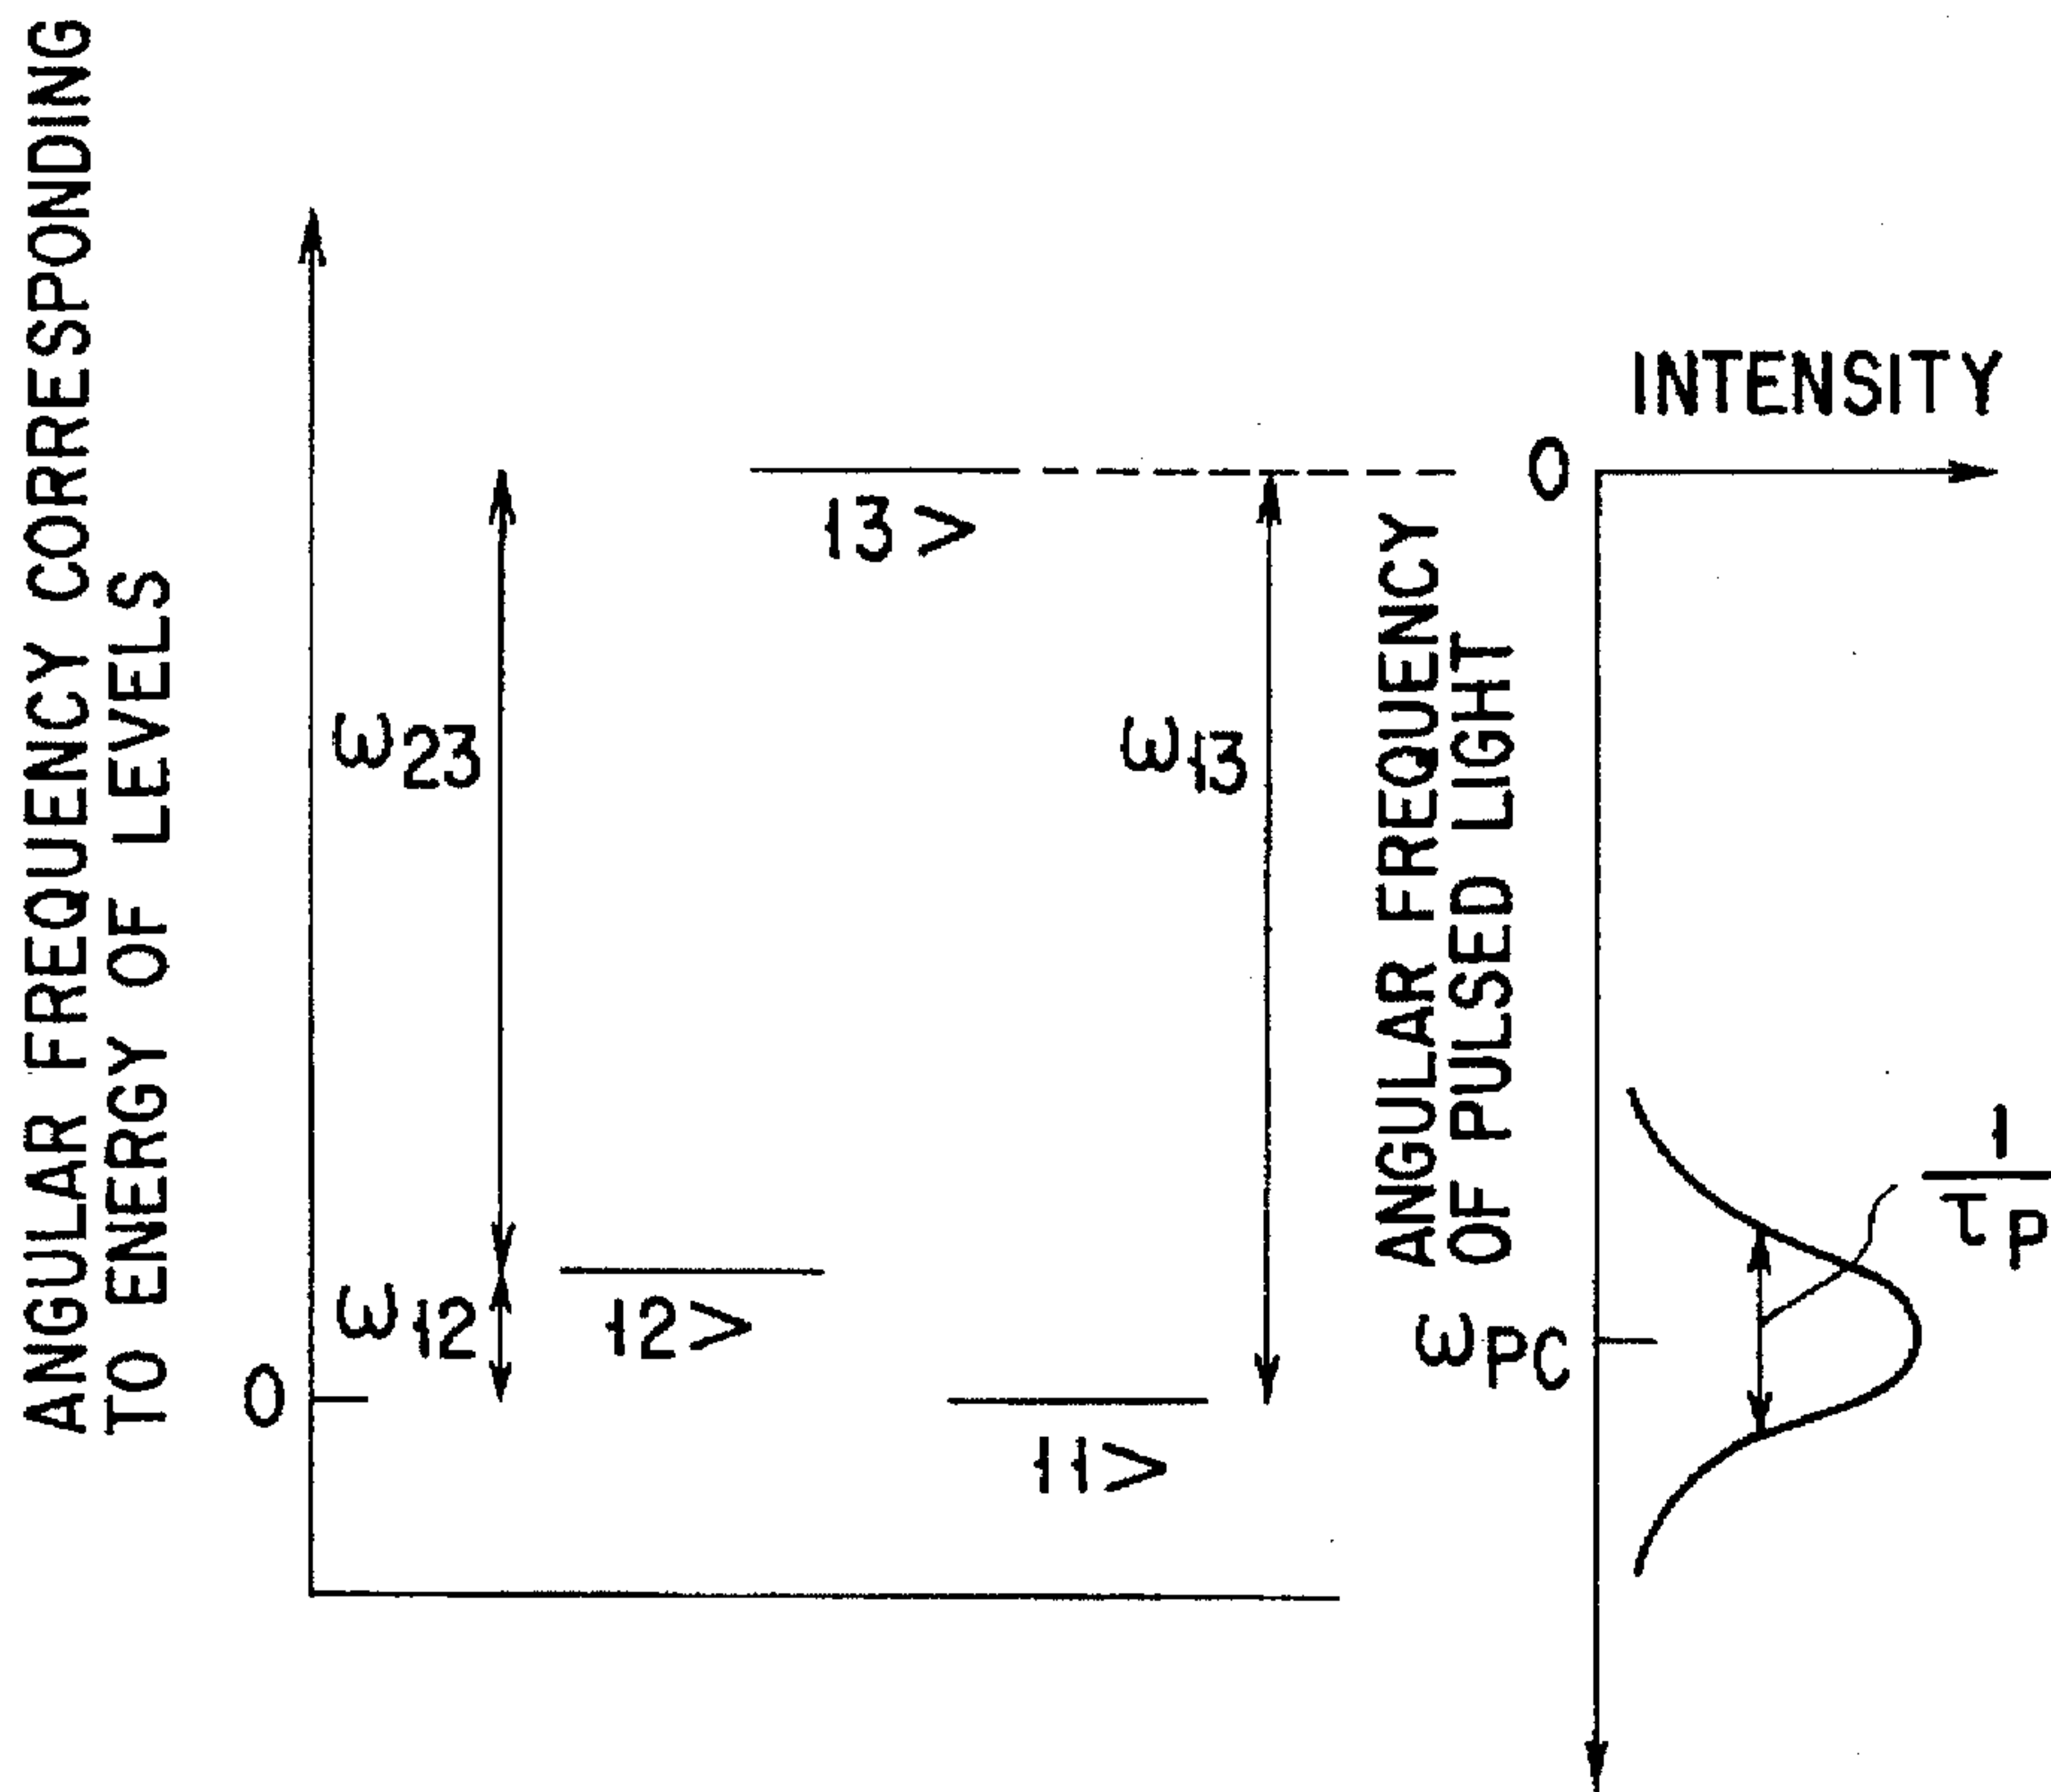 ANGULAR FREQUENCY CORRESPONDING
TO ENERGY OF LEVELS
ω23
ω12
0
|3>
|2>
|1>
ω13
ANGULAR FREQUENCY
OF PULSED LIGHT
INTENSITY
0
ωPC
1
τP